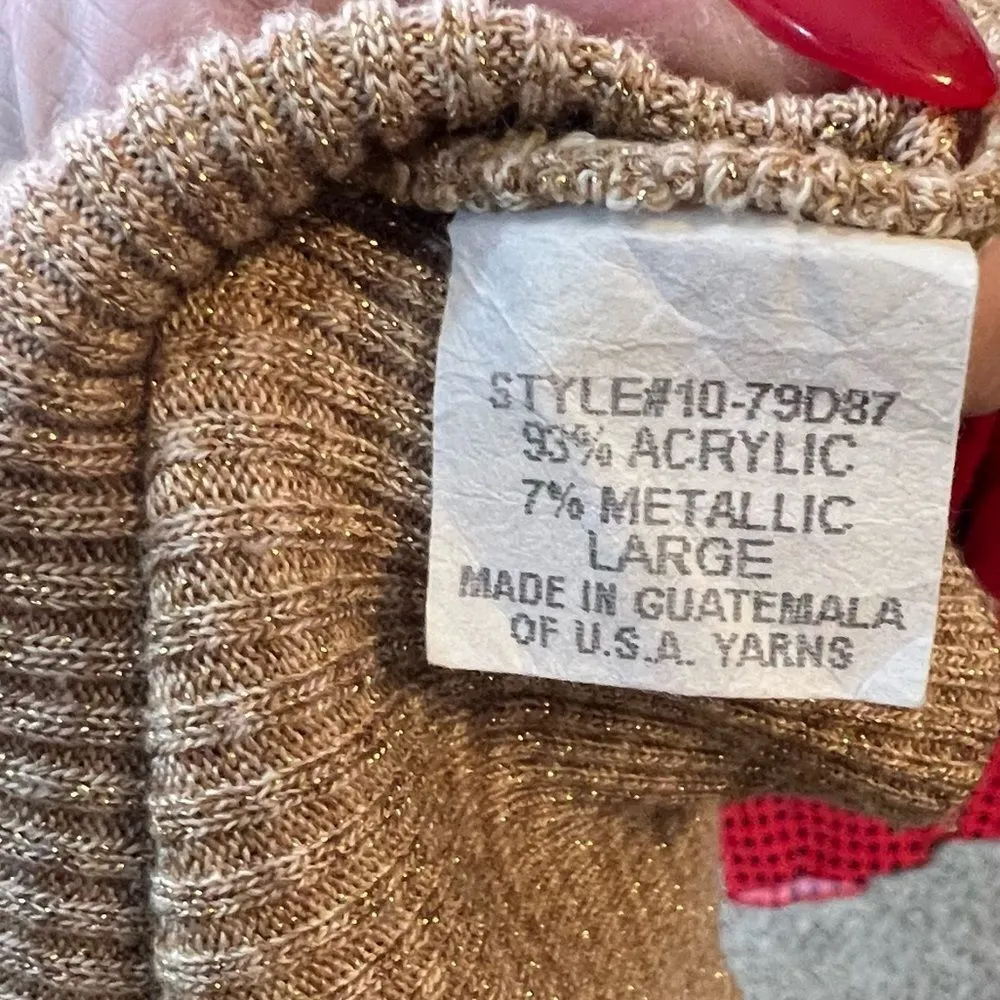 STYLE#10-79D87
93% ACRYLIC
7% METALLIC
LARGE
MADE IN GUATEMALA
OF U.S.A. YARNS